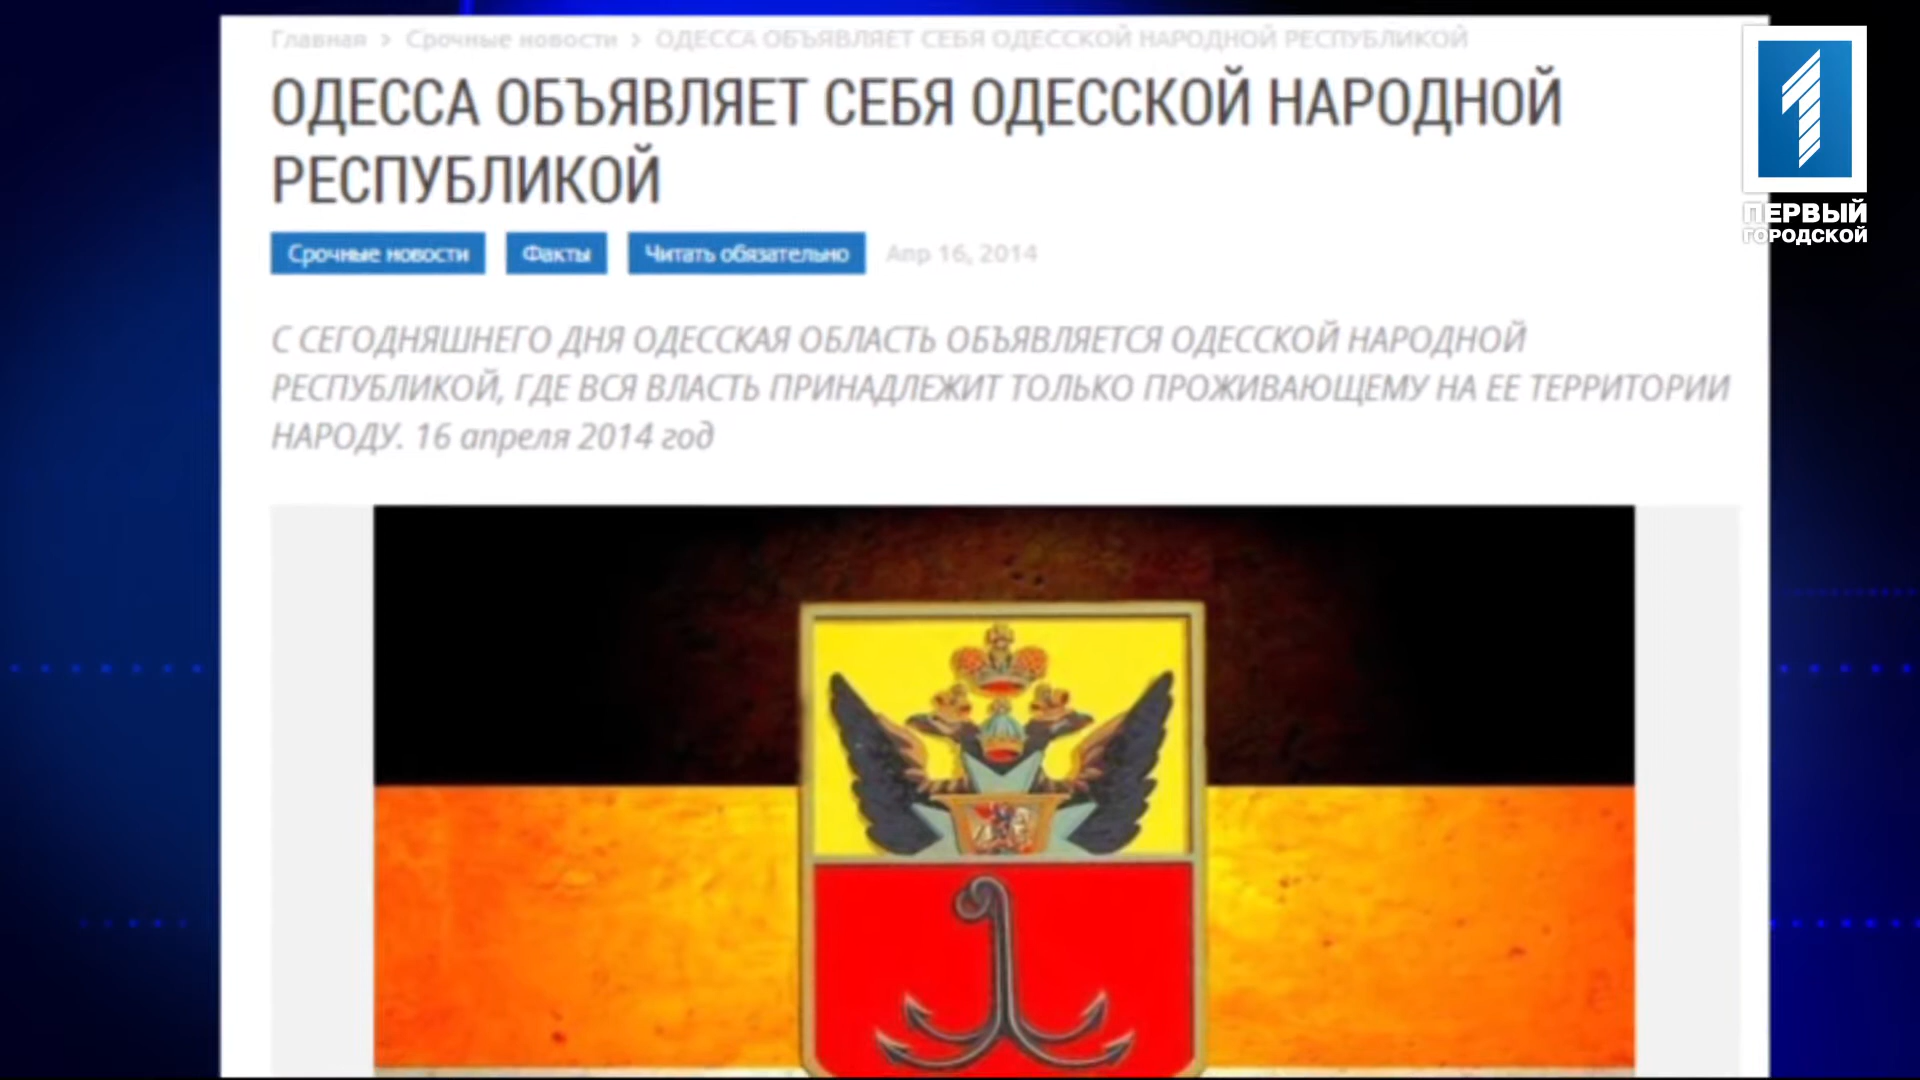 Главная > Срочные новости > ОДЕССА ОБЪЯВЛЯЕТ СЕБЯ ОДЕССКОЙ НАРОДНОЙ РЕСПУБЛИКОЙ
ОДЕССА ОБЪЯВЛЯЕТ СЕБЯ ОДЕССКОЙ НАРОДНОЙ
РЕСПУБЛИКОЙ
Срочные новости Факты Читать обязательно Апр 16, 2014
С СЕГОДНЯШНЕГО ДНЯ ОДЕССКАЯ ОБЛАСТЬ ОБЪЯВЛЯЕТСЯ ОДЕССКОЙ НАРОДНОЙ
РЕСПУБЛИКОЙ, ГДЕ ВСЯ ВЛАСТЬ ПРИНАДЛЕЖИТ ТОЛЬКО ПРОЖИВАЮЩЕМУ НА ЕЕ ТЕРРИТОРИИ
НАРОДУ. 16 апреля 2014 год
1
ПЕРВЫЙ
ГОРОДСКОЙ